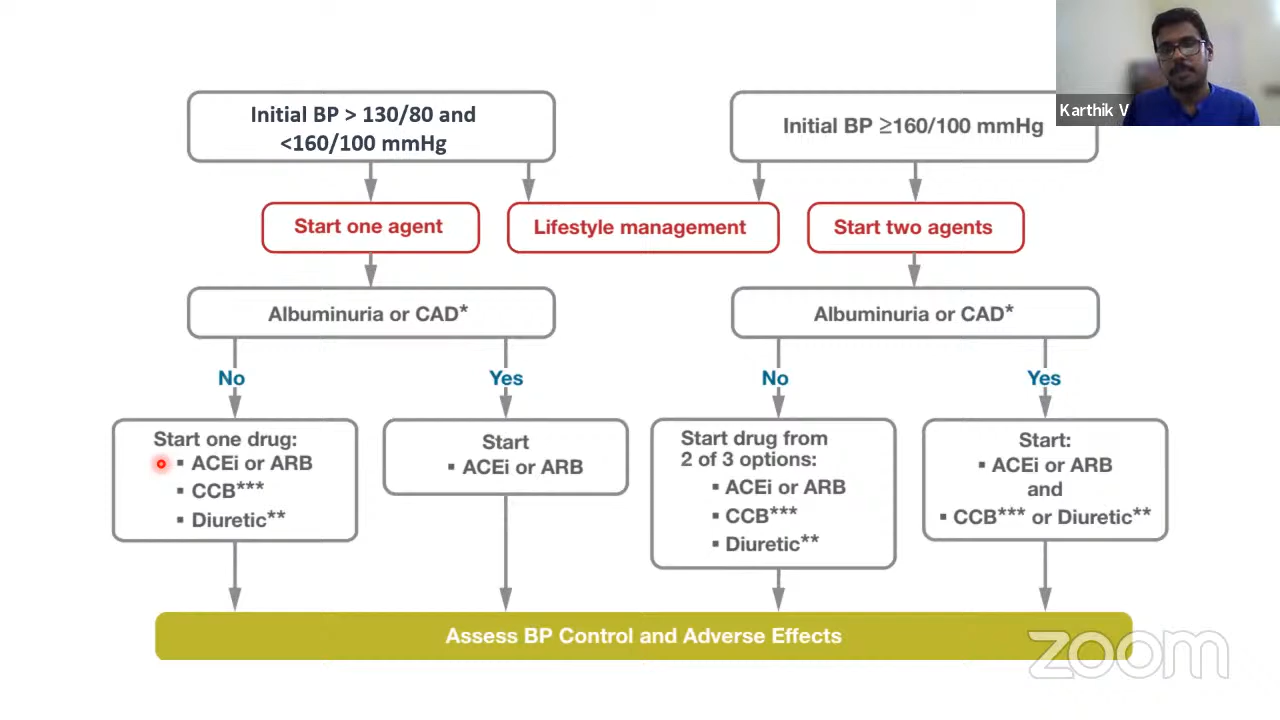 Karthik V
Initial BP > 130/80 and
<160/100 mmHg
Initial BP ≥160/100 mmHg
Start one agent
Lifestyle management
Start two agents
Albuminuria or CAD*
Albuminuria or CAD*
No
Yes
No
Yes
Start one drug:
▪ ACEi or ARB
▪ CCB***
▪ Diuretic**
Start
▪ ACEi or ARB
Start drug from
2 of 3 options:
▪ ACEi or ARB
▪ CCB***
▪ Diuretic**
Start:
▪ ACEi or ARB
and
▪ CCB*** or Diuretic**
Assess BP Control and Adverse Effects
zoom